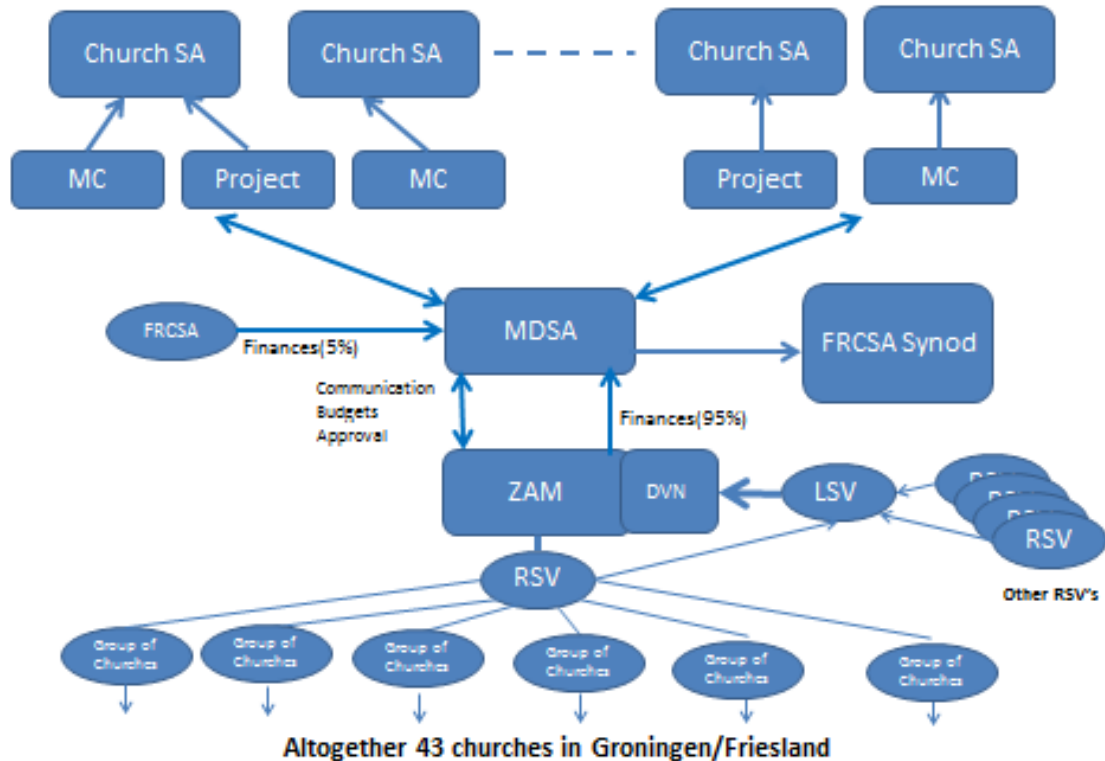 Church SA
Church SA
Church SA
Church SA
MC
Project
MC
Project
MC
FRCSA
MDSA
FRCSA Synod
Finances(5%)
Communication
Budgets
Approval
Finances(95%)
ZAM
DVN
LSV
RSV
RSV
Other RSV's
Group of
Churches
Group of
Churches
Group of
Churches
Group of
Churches
Group of
Churches
Group of
Churches
Altogether 43 churches in Groningen/Friesland